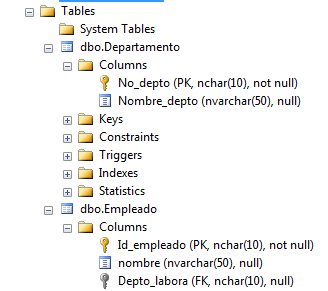 Tables
System Tables
dbo.Departamento
Columns
No_depto (PK, nchar(10), not null)
Nombre_depto (nvarchar(50), null)
Keys
Constraints
Triggers
Indexes
Statistics
dbo.Empleado
Columns
Id_empleado (PK, nchar(10), not null)
nombre (nvarchar(50), null)
Depto_labora (FK, nchar(10), null)